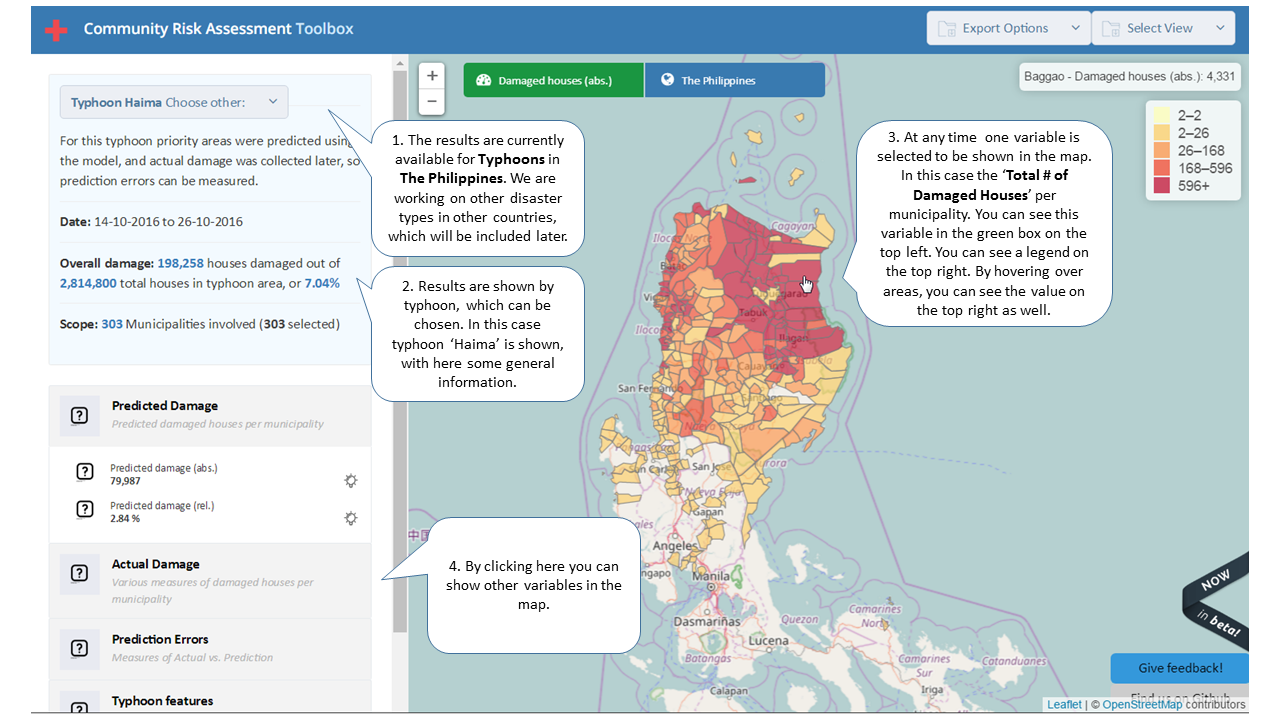 Community Risk Assessment Toolbox
Export Options
Select View
Typhoon Haima Choose other:
For this typhoon priority areas were predicted using
the model, and actual damage was collected later, so
prediction errors can be measured.
Date: 14-10-2016 to 26-10-2016
Overall damage: 198,258 houses damaged out of
2,814,800 total houses in typhoon area, or 7.04%
Scope: 303 Municipalities involved (303 selected)
Predicted Damage
Predicted damaged houses per municipality
Predicted damage (abs.)
79,987
Predicted damage (rel.)
2.84 %
Actual Damage
Various measures of damaged houses per
municipality
Prediction Errors
Measures of Actual vs. Prediction
Typhoon features
+
−
Damaged houses (abs.)
The Philippines
Baggao - Damaged houses (abs.): 4,331
2–2
2–26
26–168
168–596
596+
1. The results are currently
available for Typhoons in
The Philippines. We are
working on other disaster
types in other countries,
which will be included later.
2. Results are shown by
typhoon, which can be
chosen. In this case
typhoon ‘Haima’ is shown,
with here some general
information.
3. At any time one variable is
selected to be shown in the map.
In this case the ‘Total # of
Damaged Houses’ per
municipality. You can see this
variable in the green box on the
top left. You can see a legend on
the top right. By hovering over
areas, you can see the value on
the top right as well.
4. By clicking here you can
show other variables in the
map.
Cagayan
Tabuk
Ilagan
Cauayan
Santiago
San Jose
Gapan
中国
Angeles
Manila
Dasmariñas
Quezon
Lucena
Batangas
Calapan
Camarines
Norte
Camarines
Sur
Catanduanes
Iriga
NOW
in beta!
Give feedback!
Find us on Github
Leaflet | © OpenStreetMap contributors